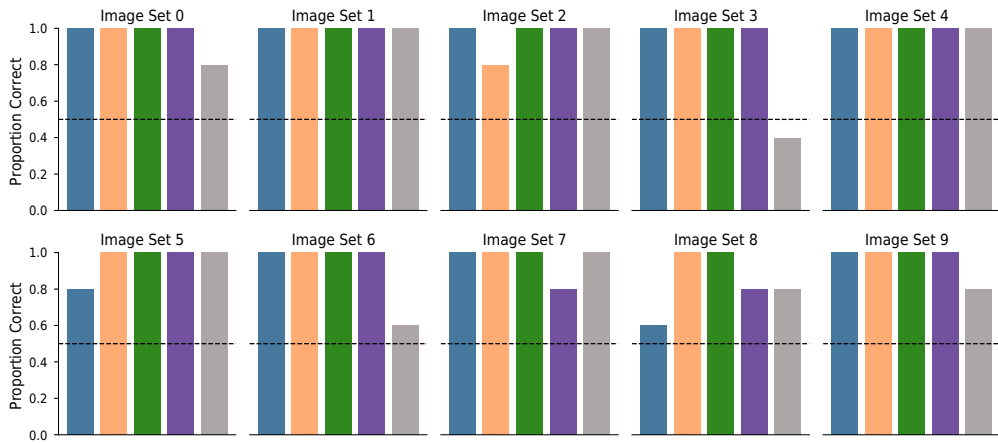 Image Set 0
Image Set 1
Image Set 2
Image Set 3
Image Set 4
Proportion Correct
1.0
0.8
0.6
0.4
0.2
0.0
Image Set 5
Image Set 6
Image Set 7
Image Set 8
Image Set 9
Proportion Correct
1.0
0.8
0.6
0.4
0.2
0.0